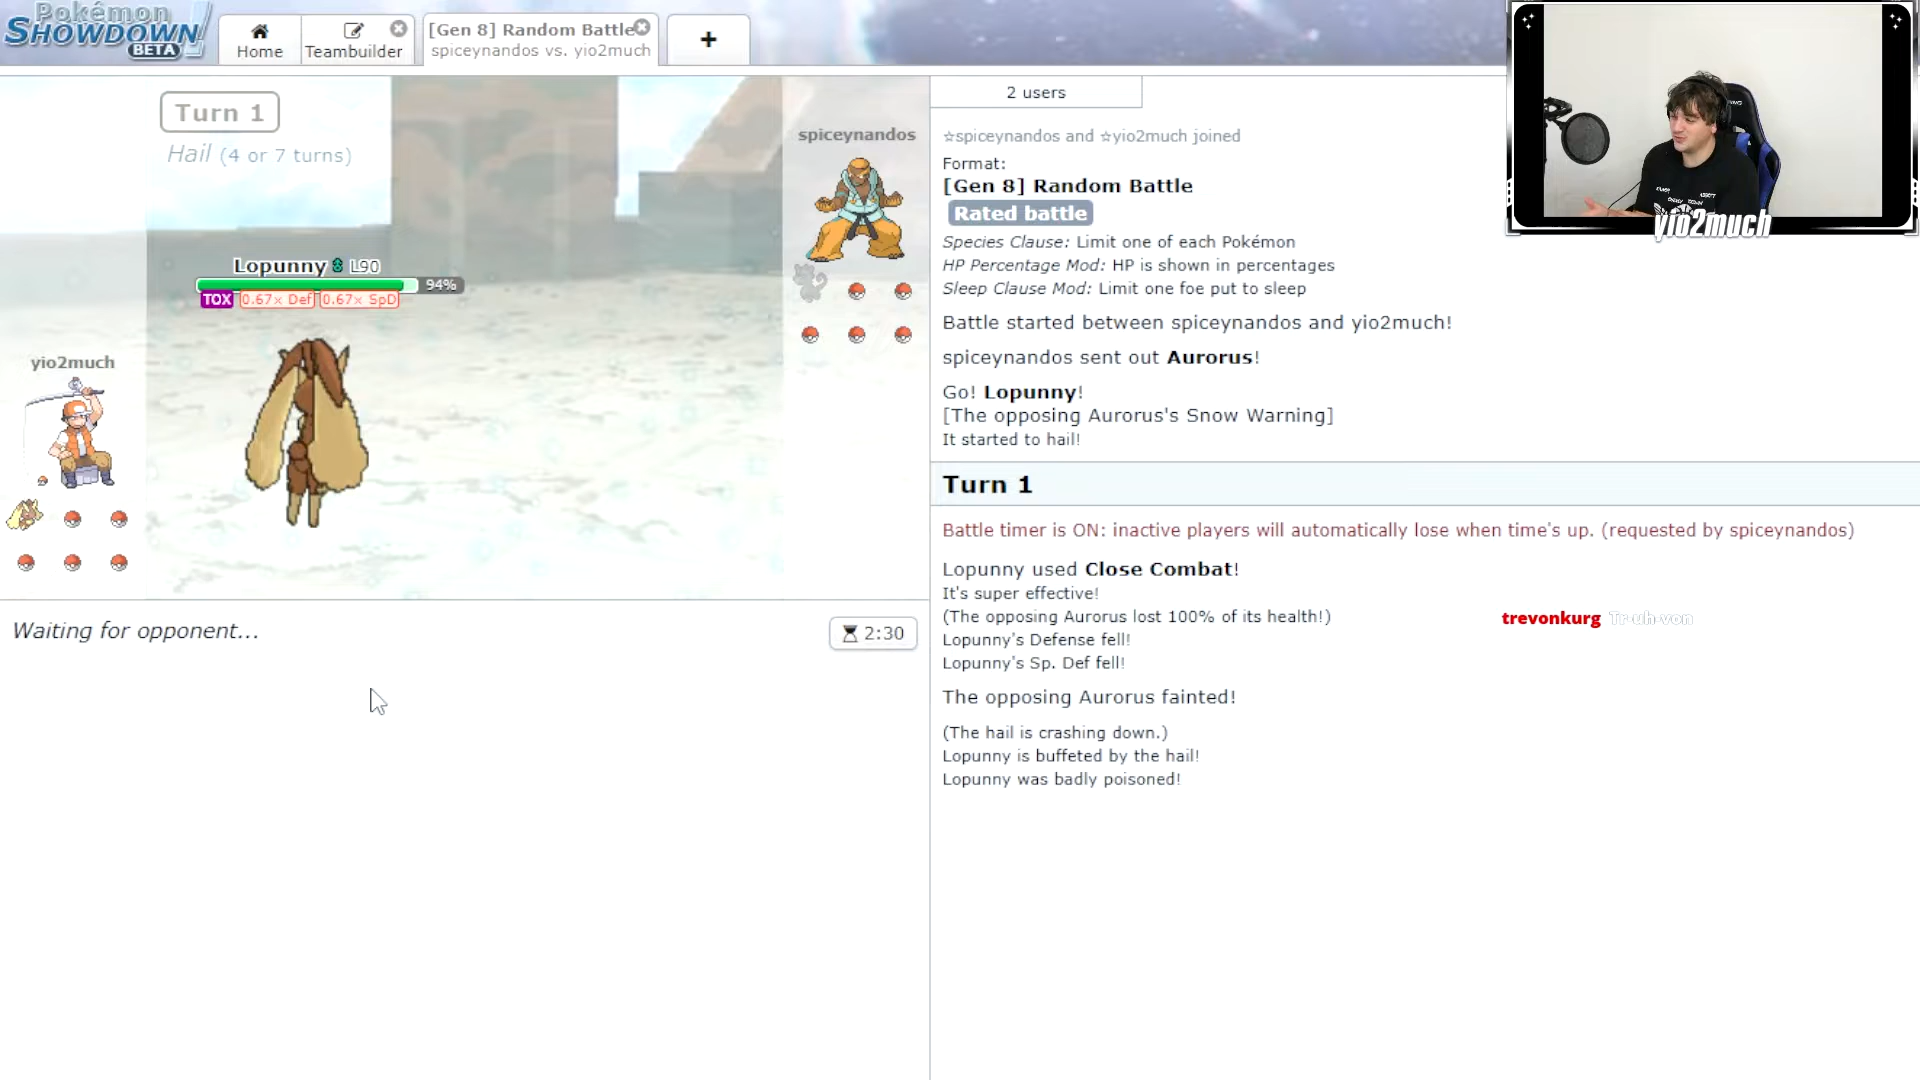 Pokémon
SHOWDOWN
BETA
Home
Teambuilder
[Gen 8] Random Battle
spiceynandos vs. yio2much
+
Turn 1
Hail (4 or 7 turns)
spiceynandos
Lopunny L90
94%
TOX 0.67× Def 0.67× SpD
yio2much
Waiting for opponent...
2:30
2 users
☆spiceynandos and ☆yio2much joined
Format:
[Gen 8] Random Battle
Rated battle
Species Clause: Limit one of each Pokémon
HP Percentage Mod: HP is shown in percentages
Sleep Clause Mod: Limit one foe put to sleep
Battle started between spiceynandos and yio2much!
spiceynandos sent out Aurorus!
Go! Lopunny!
[The opposing Aurorus's Snow Warning]
It started to hail!
Turn 1
Battle timer is ON: inactive players will automatically lose when time's up. (requested by spiceynandos)
Lopunny used Close Combat!
It's super effective!
(The opposing Aurorus lost 100% of its health!)
Lopunny's Defense fell!
Lopunny's Sp. Def fell!
The opposing Aurorus fainted!
(The hail is crashing down.)
Lopunny is buffeted by the hail!
Lopunny was badly poisoned!
yio2much
trevonkurg Tr-uh-von